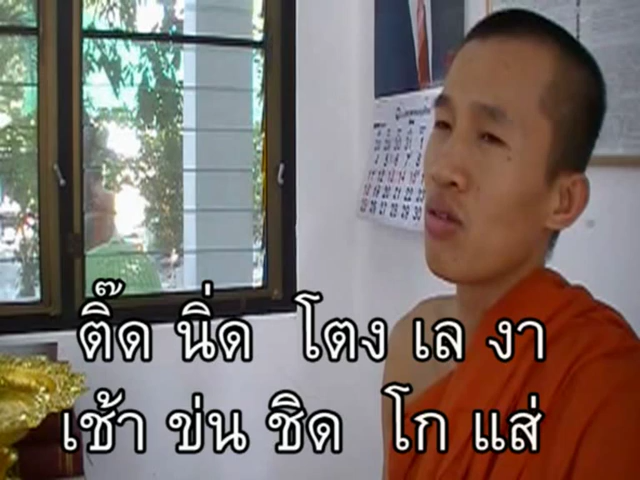 ติ๊ด นิ่ด โตง เล งา
เช้า ข่น ชิด โก แส่